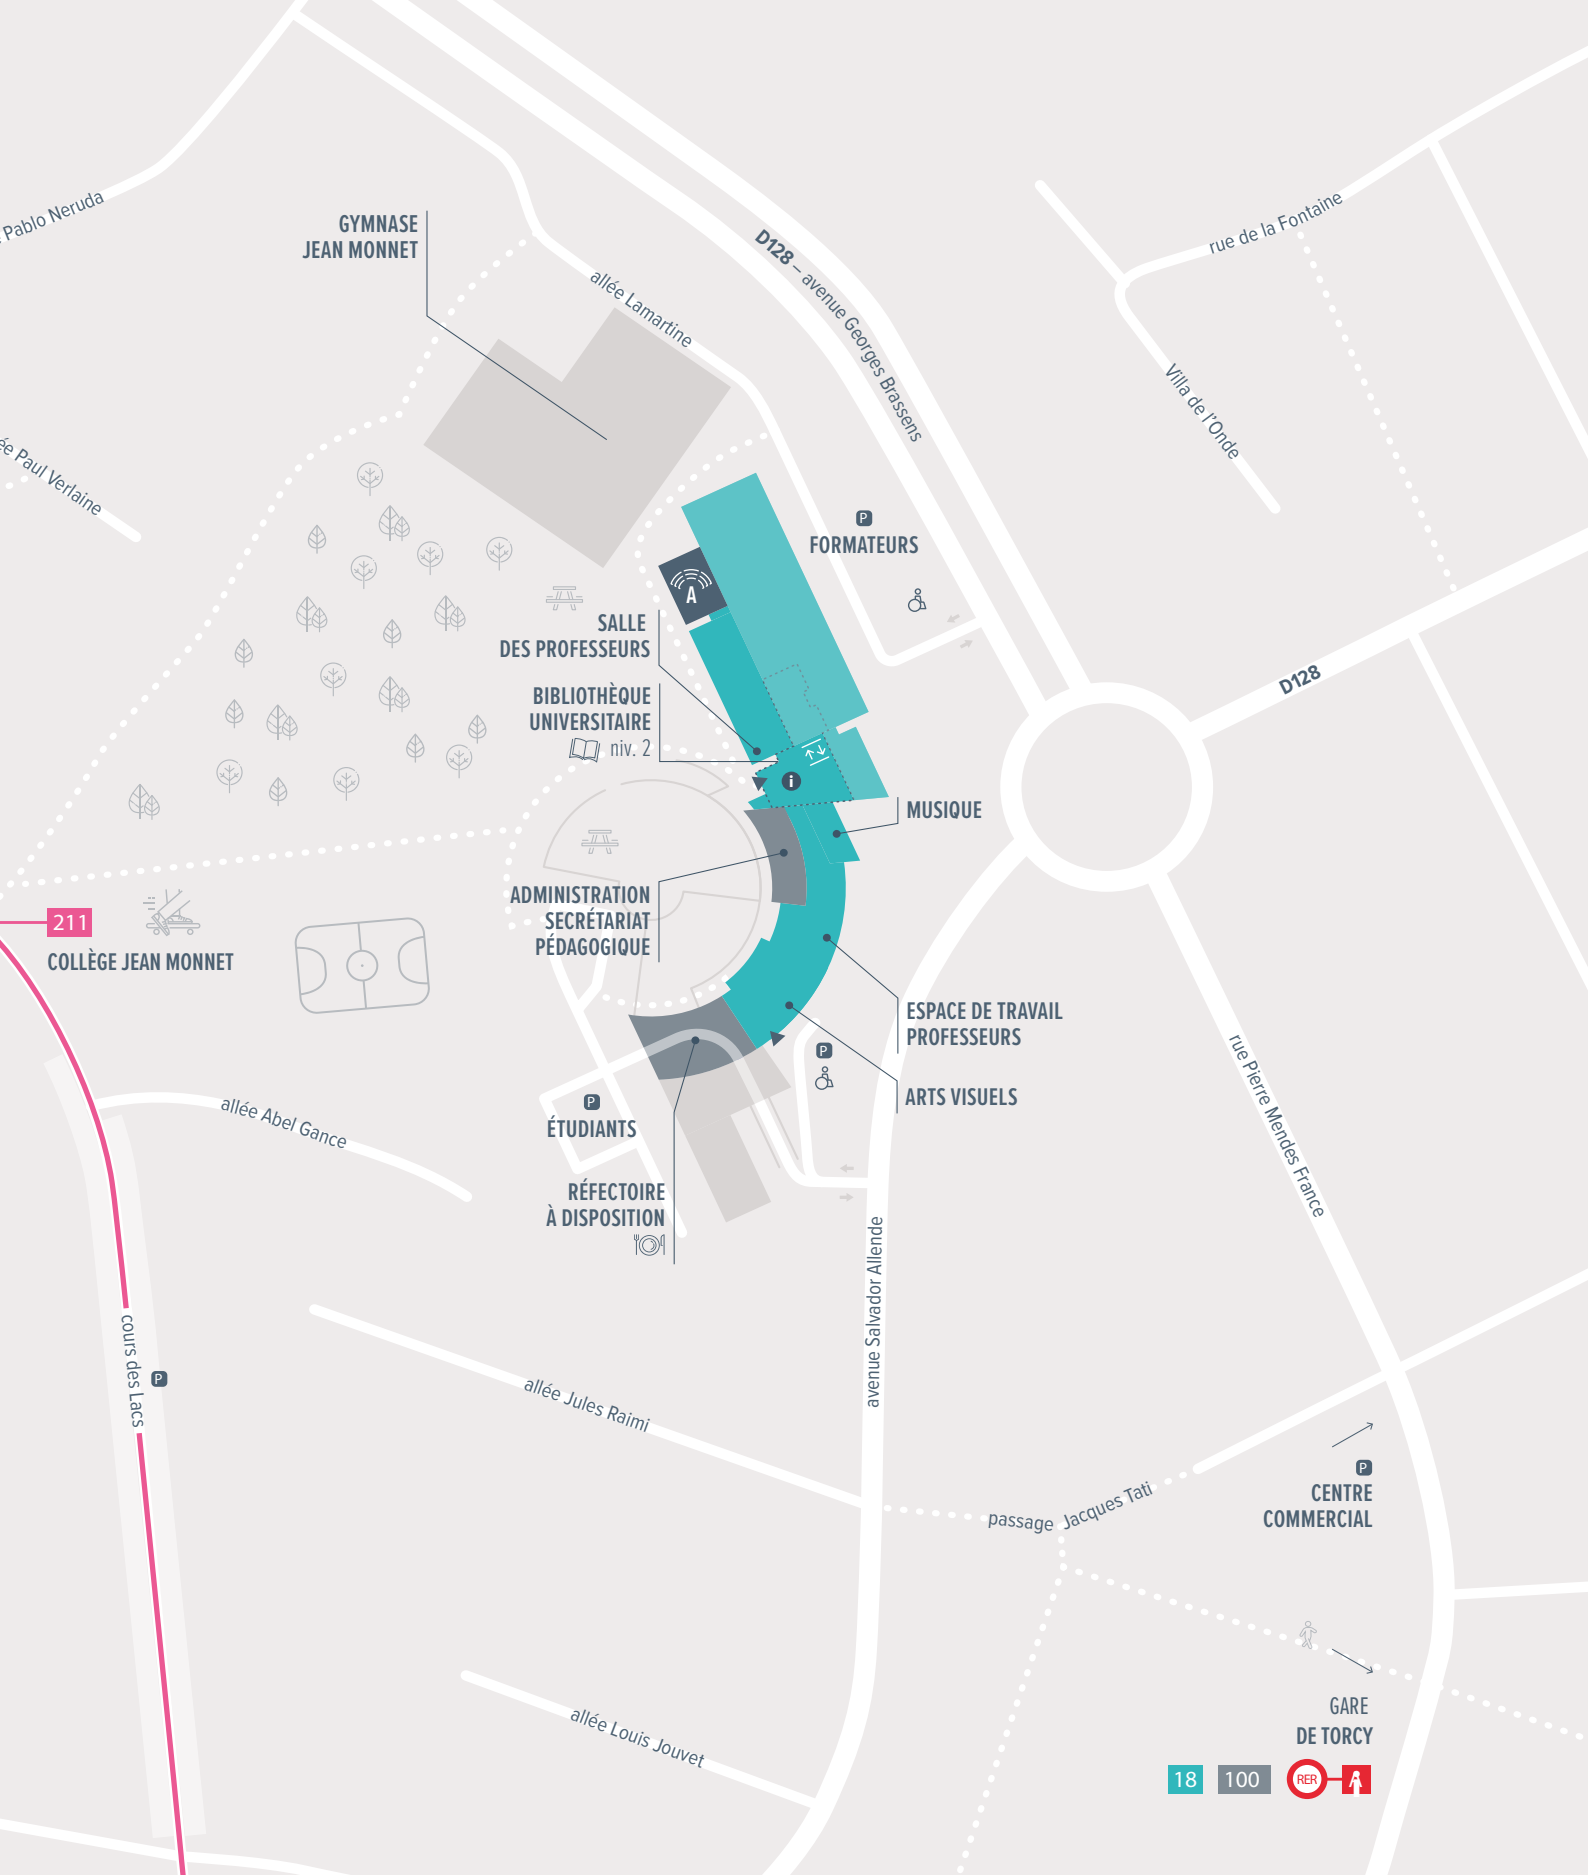 Pablo Neruda
GYMNASE
JEAN MONNET
allée Lamartine
D128 – avenue Georges Brassens
rue de la Fontaine
Villa de l'Onde
ée Paul Verlaine
P
FORMATEURS
A
SALLE
DES PROFESSEURS
BIBLIOTHÈQUE
UNIVERSITAIRE
niv. 2
i
D128
MUSIQUE
ADMINISTRATION
SECRÉTARIAT
PÉDAGOGIQUE
211
COLLÈGE JEAN MONNET
ESPACE DE TRAVAIL
PROFESSEURS
P
ARTS VISUELS
rue Pierre Mendes France
allée Abel Gance
P
ÉTUDIANTS
RÉFECTOIRE
À DISPOSITION
avenue Salvador Allende
cours des Lacs
P
allée Jules Raimi
passage Jacques Tati
P
CENTRE
COMMERCIAL
allée Louis Jouvet
GARE
DE TORCY
18
100
RER
A